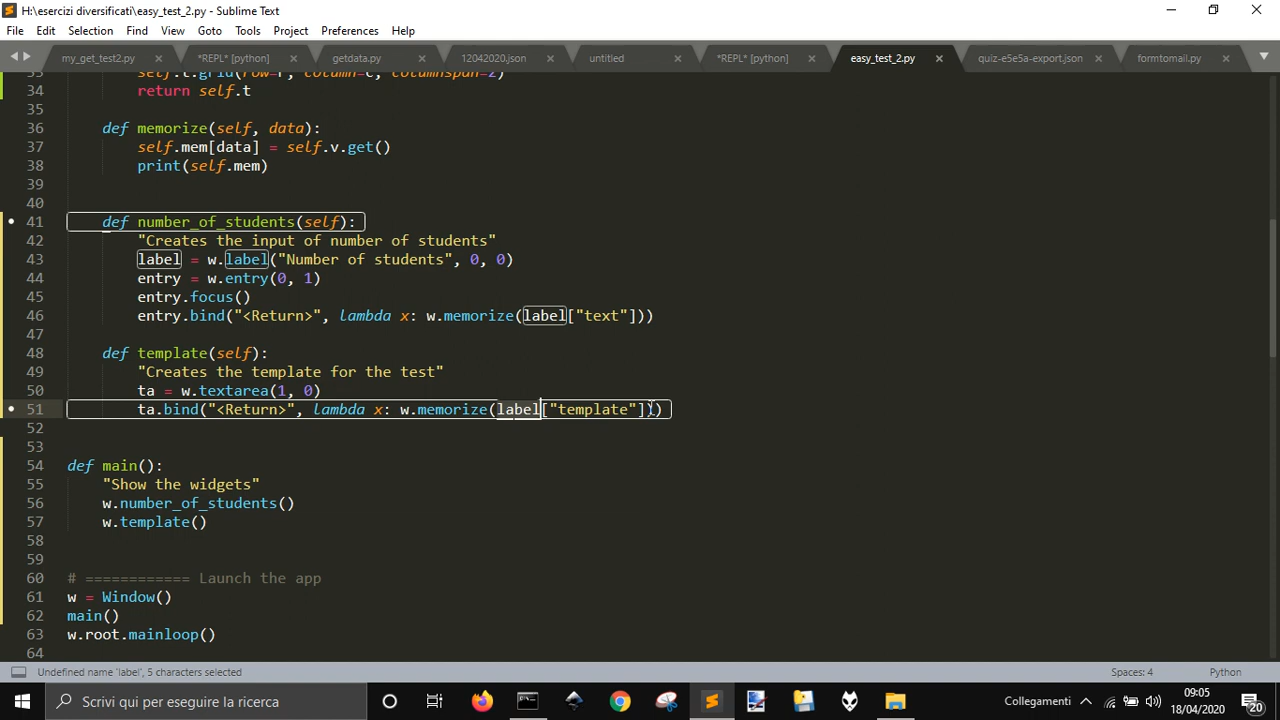 H:\esercizi diversificati\easy_test_2.py - Sublime Text
File Edit Selection Find View Goto Tools Project Preferences Help
my_get_test2.py *REPL* [python] getdata.py 12042020.json untitled *REPL* [python] easy_test_2.py quiz-e5e5a-export.json formtomail.py
33 self.t.grid(row=r, column=c, columnspan=2)
34 return self.t
35
36 def memorize(self, data):
37 self.mem[data] = self.v.get()
38 print(self.mem)
39
40
41 def number_of_students(self):
42 "Creates the input of number of students"
43 label = w.label("Number of students", 0, 0)
44 entry = w.entry(0, 1)
45 entry.focus()
46 entry.bind("<Return>", lambda x: w.memorize(label["text"]))
47
48 def template(self):
49 "Creates the template for the test"
50 ta = w.textarea(1, 0)
51 ta.bind("<Return>", lambda x: w.memorize(label["template"]))
52
53
54 def main():
55 "Show the widgets"
56 w.number_of_students()
57 w.template()
58
59
60 # ============ Launch the app
61 w = Window()
62 main()
63 w.root.mainloop()
64
Undefined name 'label', 5 characters selected Spaces: 4 Python
Scrivi qui per eseguire la ricerca Collegamenti 09:05
18/04/2020 20